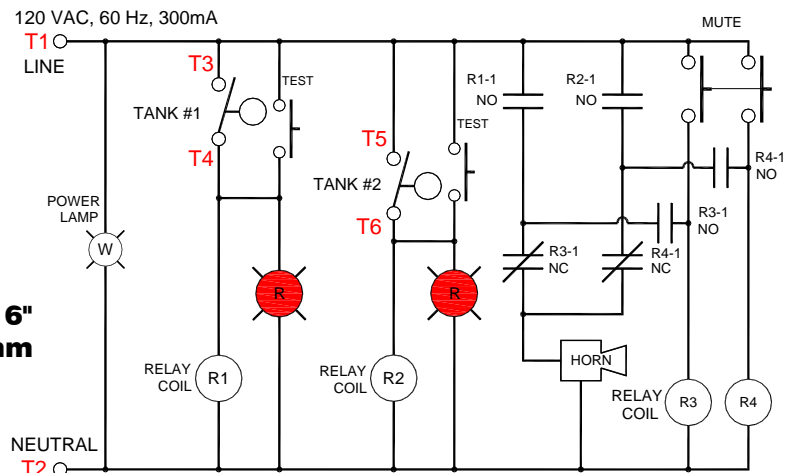 120 VAC, 60 Hz, 300mA
T1
LINE
MUTE
T3
TEST
TANK #1
T4
R1-1
NO
R2-1
NO
TEST
T5
TANK #2
T6
R4-1
NO
POWER
LAMP
W
R3-1
NO
R3-1
NC
R4-1
NC
R
R
6"
HORN
RELAY
COIL
R1
RELAY
COIL
R2
RELAY
COIL
R3
R4
NEUTRAL
T2